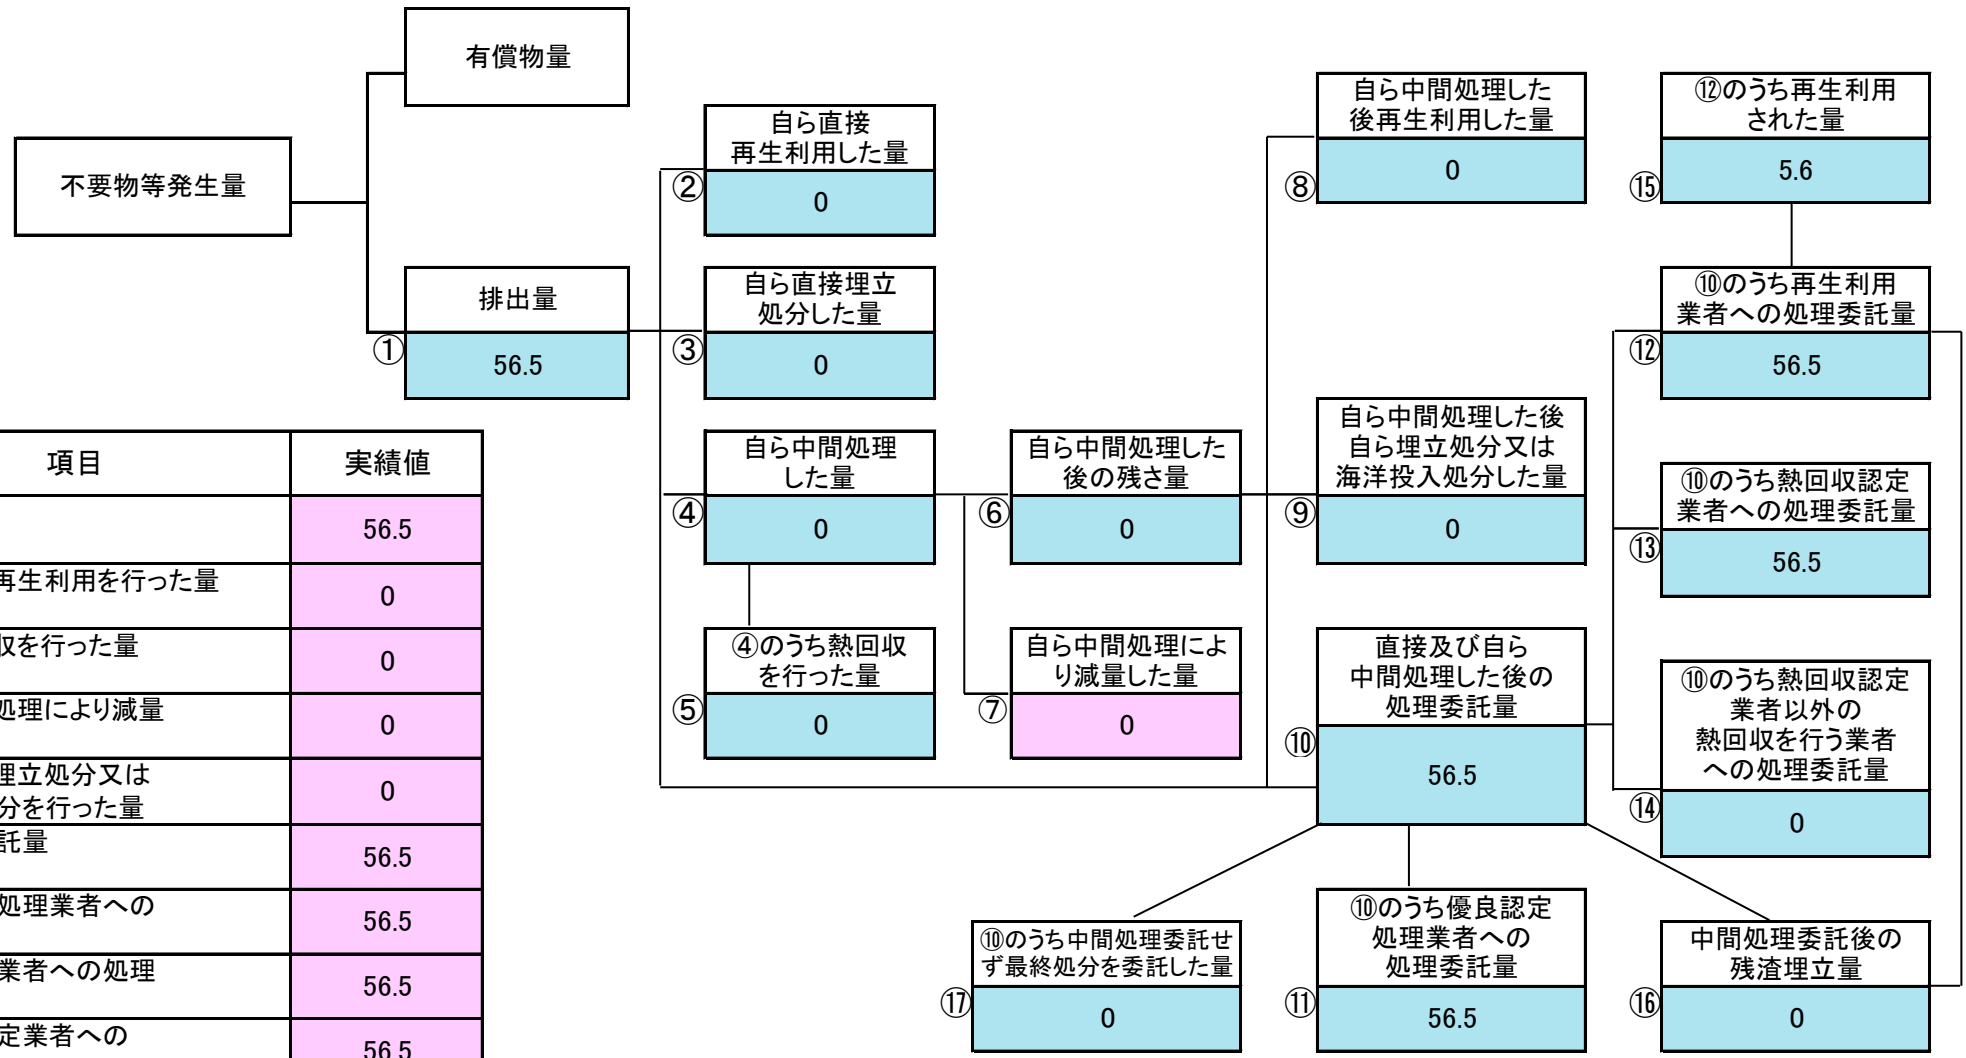 有償物量
不要物等発生量
自ら直接
再生利用した量
②
0
自ら中間処理した
後再生利用した量
⑧
0
⑫のうち再生利用
された量
⑮
5.6
排出量
①
56.5
自ら直接埋立
処分した量
③
0
⑩のうち再生利用
業者への処理委託量
⑫
56.5
自ら中間処理
した量
④
0
自ら中間処理した
後の残さ量
⑥
0
自ら中間処理した後
自ら埋立処分又は
海洋投入処分した量
⑨
0
⑩のうち熱回収認定
業者への処理委託量
⑬
56.5
④のうち熱回収
を行った量
⑤
0
自ら中間処理によ
り減量した量
⑦
0
直接及び自ら
中間処理した後の
処理委託量
⑩
56.5
⑩のうち熱回収認定
業者以外の
熱回収を行う業者
への処理委託量
⑭
0
⑩のうち中間処理委託せ
ず最終処分を委託した量
⑰
0
⑩のうち優良認定
処理業者への
処理委託量
⑪
56.5
中間処理委託後の
残渣埋立量
⑯
0
項目 実績値
56.5
再生利用を行った量 0
を行った量 0
処理により減量 0
埋立処分又は
分を行った量 0
託量 56.5
処理業者への 56.5
業者への処理 56.5
定業者への 56.5